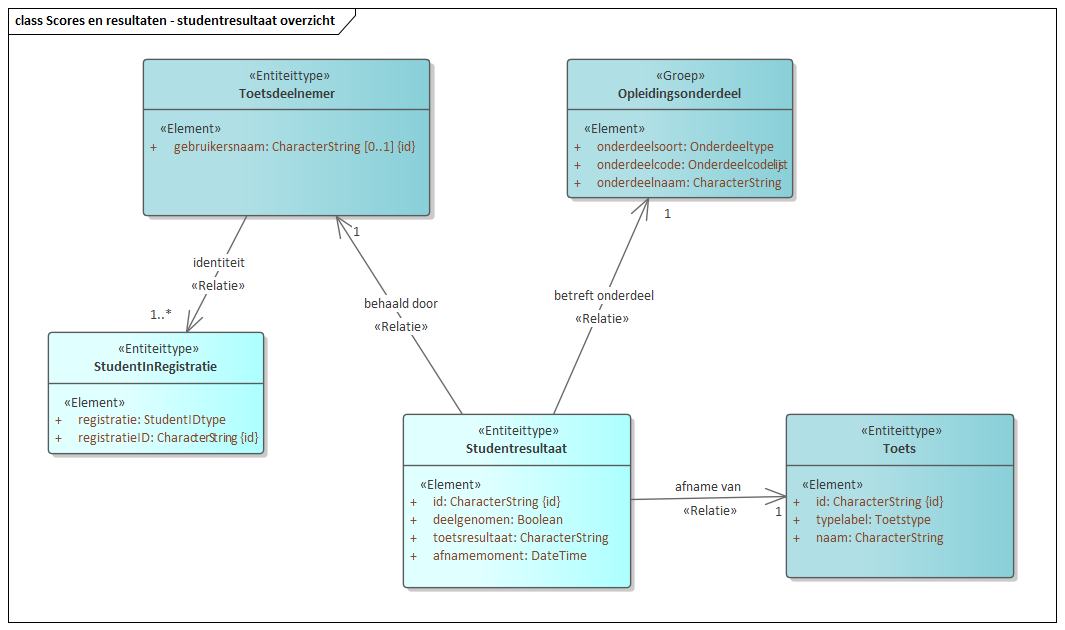 class Scores en resultaten - studentresultaat overzicht
«Entiteittype»
Toetsdeelnemer
«Element»
+ gebruikersnaam: CharacterString [0..1] {id}
«Groep»
Opleidingsonderdeel
«Element»
+ onderdeelsoort: Onderdeeltype
+ onderdeelcode: Onderdeelcodelijst
+ onderdeelnaam: CharacterString
1
1
identiteit
«Relatie»
1..*
behaald door
«Relatie»
betreft onderdeel
«Relatie»
«Entiteittype»
StudentInRegistratie
«Element»
+ registratie: StudentIDtype
+ registratieID: CharacterString {id}
«Entiteittype»
Studentresultaat
«Element»
+ id: CharacterString {id}
+ deelgenomen: Boolean
+ toetsresultaat: CharacterString
+ afnamemoment: DateTime
afname van
«Relatie»
1
«Entiteittype»
Toets
«Element»
+ id: CharacterString {id}
+ typelabel: Toetstype
+ naam: CharacterString